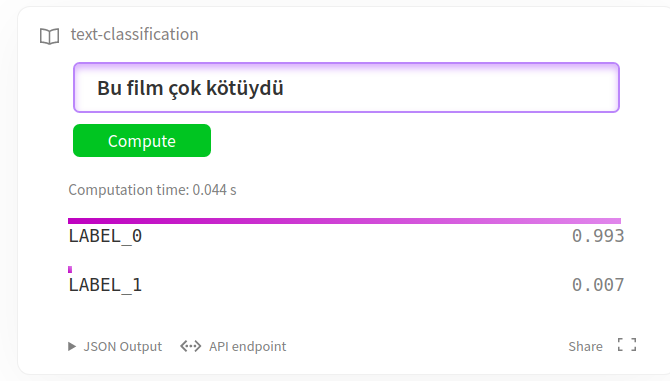 text-classification
Bu film çok kötüydü
Compute
Computation time: 0.044 s
LABEL_0 0.993
LABEL_1 0.007
JSON Output API endpoint Share